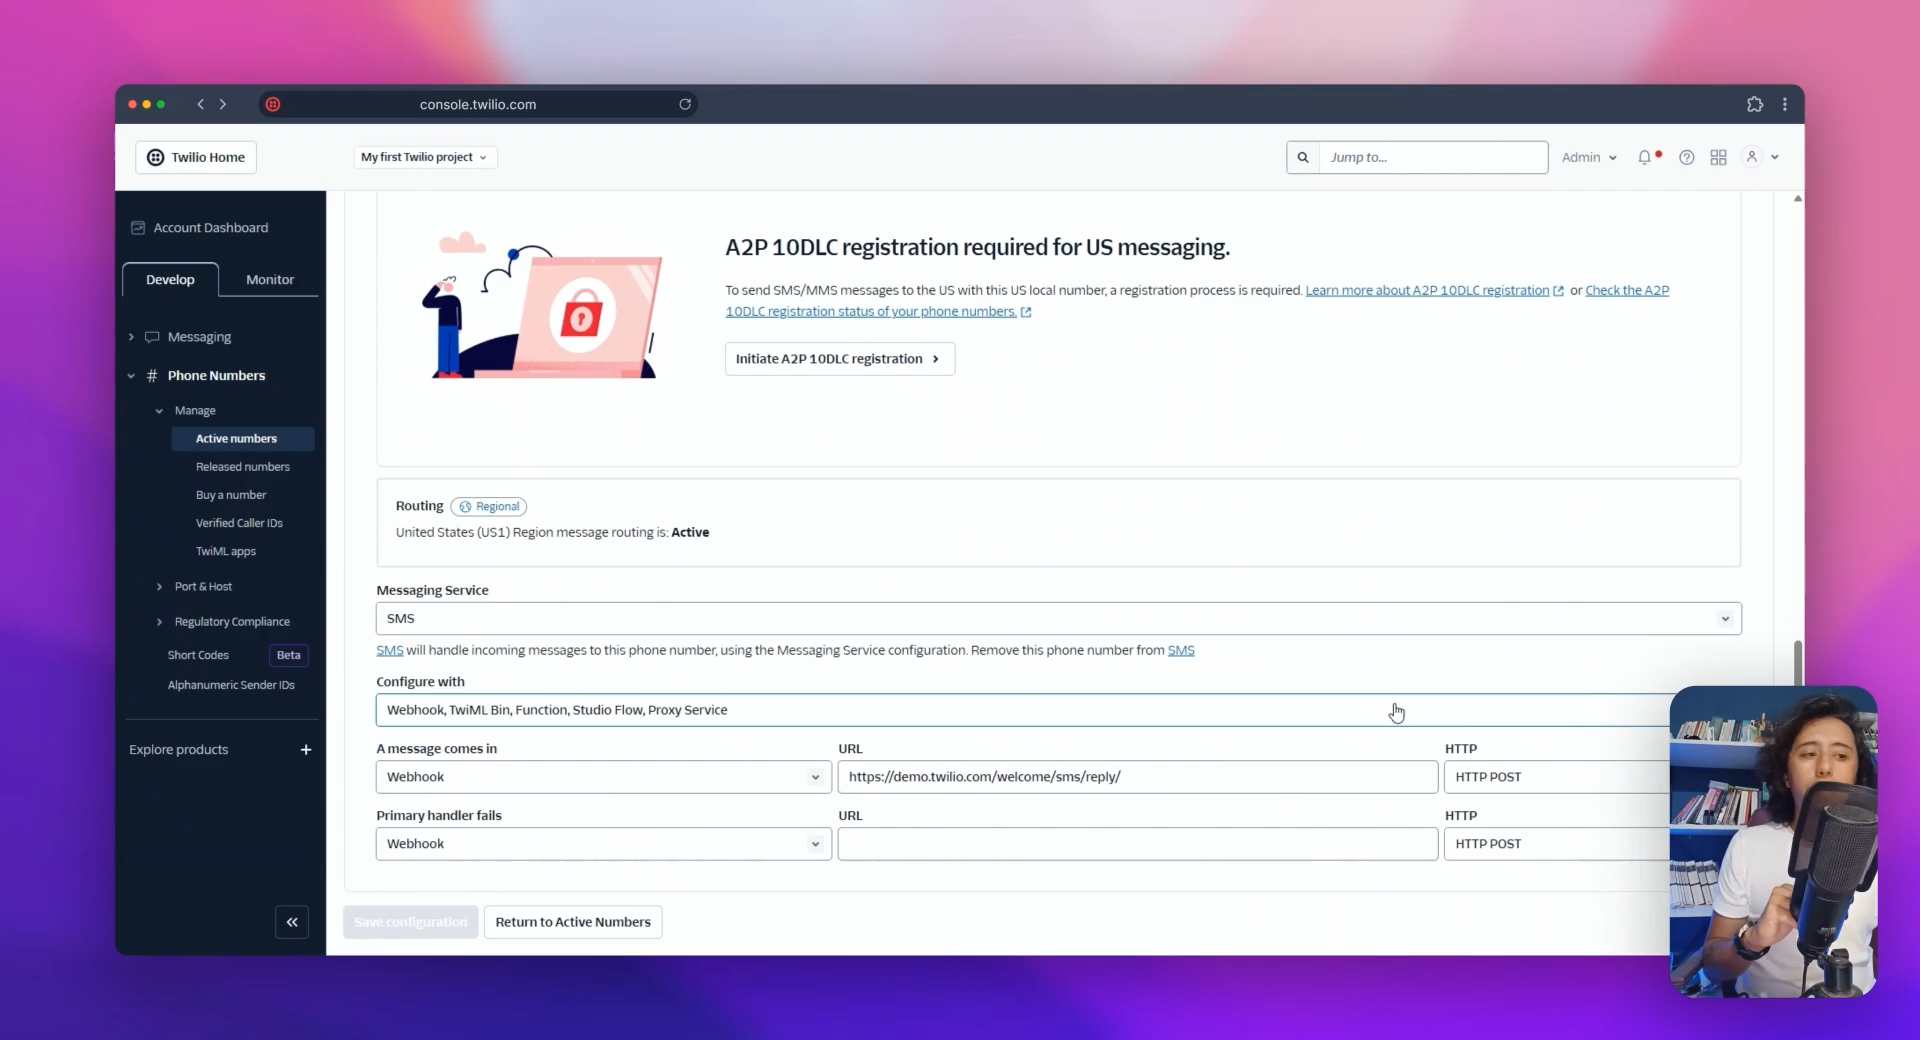 console.twilio.com
Twilio Home
My first Twilio project
Jump to...
Admin
Account Dashboard
Develop
Monitor
Messaging
# Phone Numbers
Manage
Active numbers
Released numbers
Buy a number
Verified Caller IDs
TwiML apps
Port & Host
Regulatory Compliance
Short Codes
Beta
Alphanumeric Sender IDs
Explore products +
A2P 10DLC registration required for US messaging.
To send SMS/MMS messages to the US with this US local number, a registration process is required. Learn more about A2P 10DLC registration or Check the A2P
10DLC registration status of your phone numbers.
Initiate A2P 10DLC registration
Routing Regional
United States (US1) Region message routing is: Active
Messaging Service
SMS
SMS will handle incoming messages to this phone number, using the Messaging Service configuration. Remove this phone number from SMS
Configure with
Webhook, TwiML Bin, Function, Studio Flow, Proxy Service
A message comes in URL HTTP
Webhook https://demo.twilio.com/welcome/sms/reply/ HTTP POST
Primary handler fails URL HTTP
Webhook HTTP POST
Save configuration Return to Active Numbers